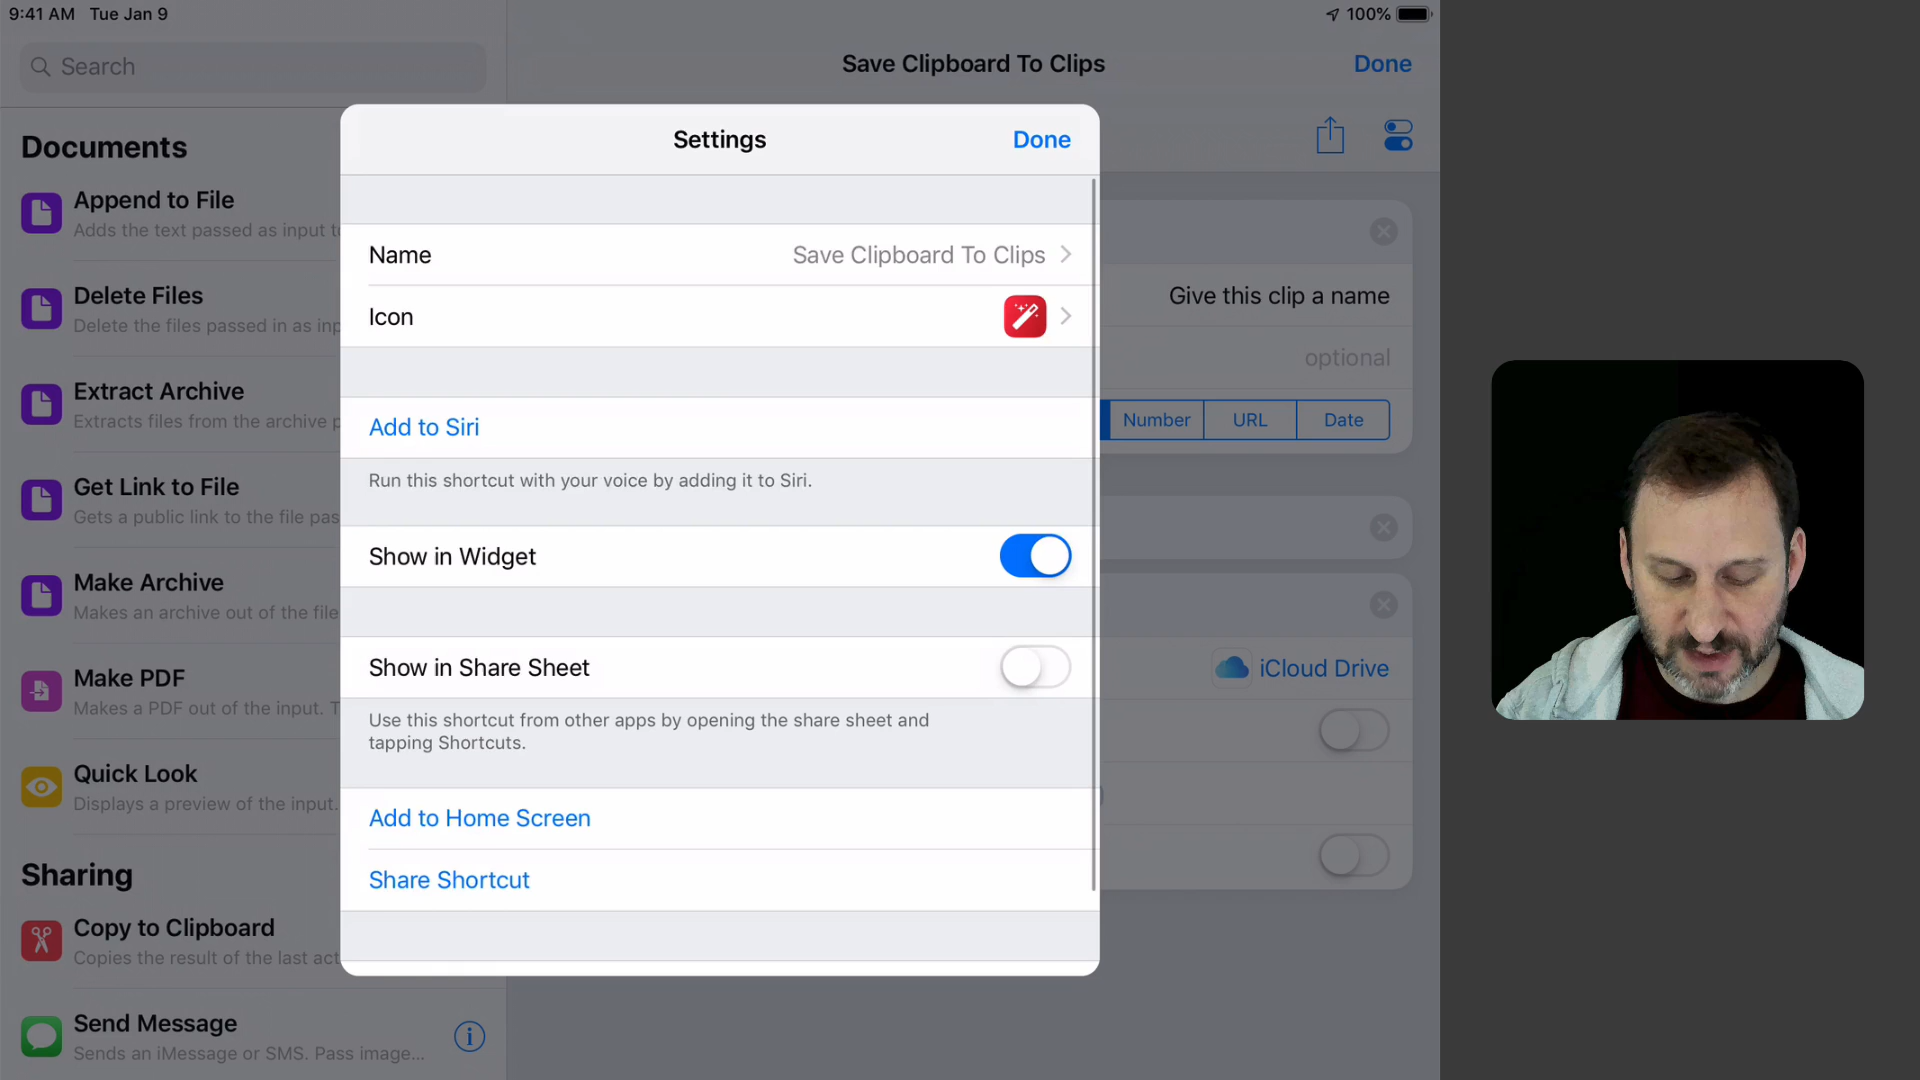 9:41 AM Tue Jan 9
100%
Search
Save Clipboard To Clips
Done
Documents
Append to File
Adds the text passed as input t
Delete Files
Delete the files passed in as inp
Extract Archive
Extracts files from the archive p
Get Link to File
Gets a public link to the file pas
Make Archive
Makes an archive out of the file
Make PDF
Makes a PDF out of the input. T
Quick Look
Displays a preview of the input.
Sharing
Copy to Clipboard
Copies the result of the last act
Send Message
Sends an iMessage or SMS. Pass image...
Settings
Done
Name
Save Clipboard To Clips
Icon
Add to Siri
Run this shortcut with your voice by adding it to Siri.
Show in Widget
Show in Share Sheet
Use this shortcut from other apps by opening the share sheet and
tapping Shortcuts.
Add to Home Screen
Share Shortcut
Give this clip a name
optional
Number URL Date
iCloud Drive